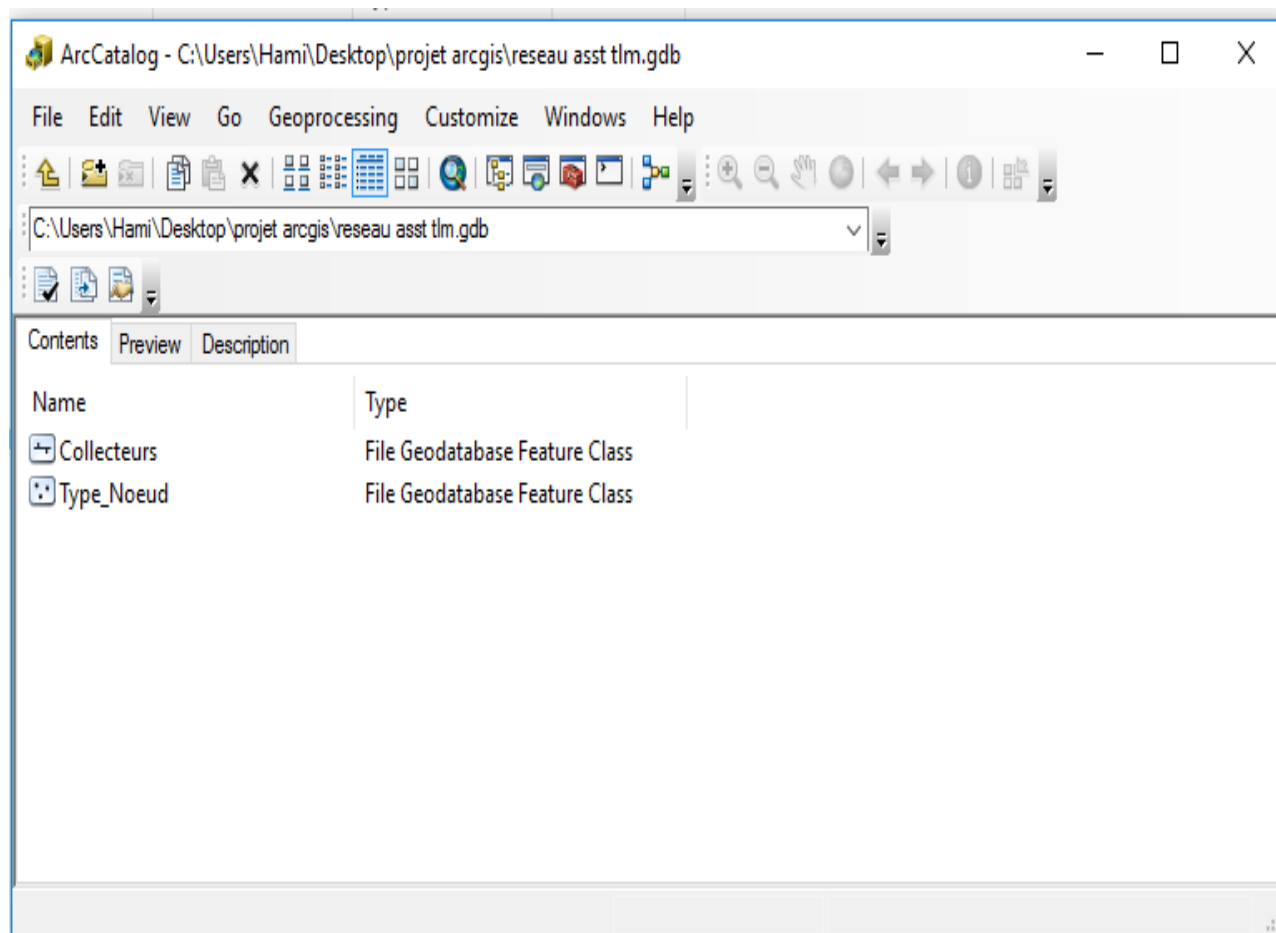 ArcCatalog - C:\Users\Hami\Desktop\projet arcgis\reseau asst tlm.gdb
File Edit View Go Geoprocessing Customize Windows Help
C:\Users\Hami\Desktop\projet arcgis\reseau asst tlm.gdb
Contents Preview Description
Name Type
Collecteurs File Geodatabase Feature Class
Type_Noeud File Geodatabase Feature Class